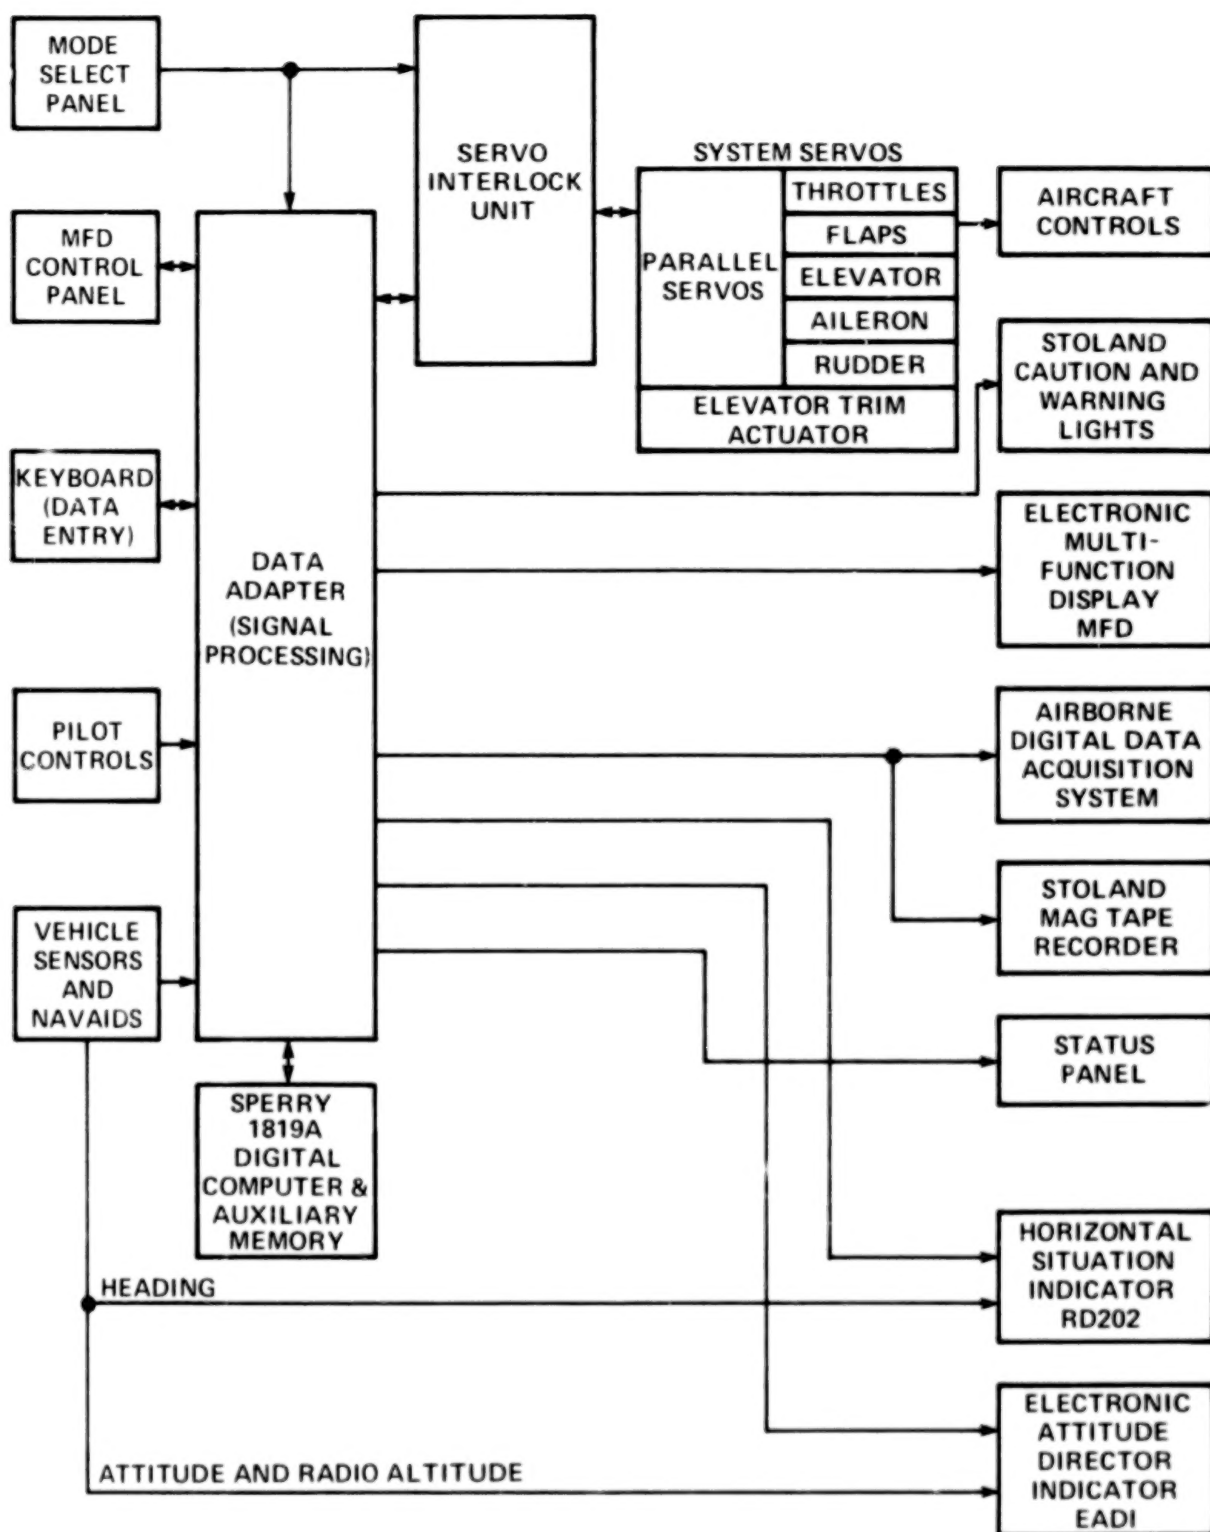 MODE
SELECT
PANEL
SERVO
INTERLOCK
UNIT
SYSTEM SERVOS
PARALLEL
SERVOS
THROTTLES
FLAPS
ELEVATOR
AILERON
RUDDER
ELEVATOR TRIM
ACTUATOR
AIRCRAFT
CONTROLS
MFD
CONTROL
PANEL
STOLAND
CAUTION AND
WARNING
LIGHTS
KEYBOARD
(DATA
ENTRY)
DATA
ADAPTER
(SIGNAL
PROCESSING)
ELECTRONIC
MULTI-
FUNCTION
DISPLAY
MFD
PILOT
CONTROLS
AIRBORNE
DIGITAL DATA
ACQUISITION
SYSTEM
STOLAND
MAG TAPE
RECORDER
VEHICLE
SENSORS
AND
NAVAIDS
STATUS
PANEL
SPERRY
1819A
DIGITAL
COMPUTER &
AUXILIARY
MEMORY
HORIZONTAL
SITUATION
INDICATOR
RD202
HEADING
ELECTRONIC
ATTITUDE
DIRECTOR
INDICATOR
EADI
ATTITUDE AND RADIO ALTITUDE